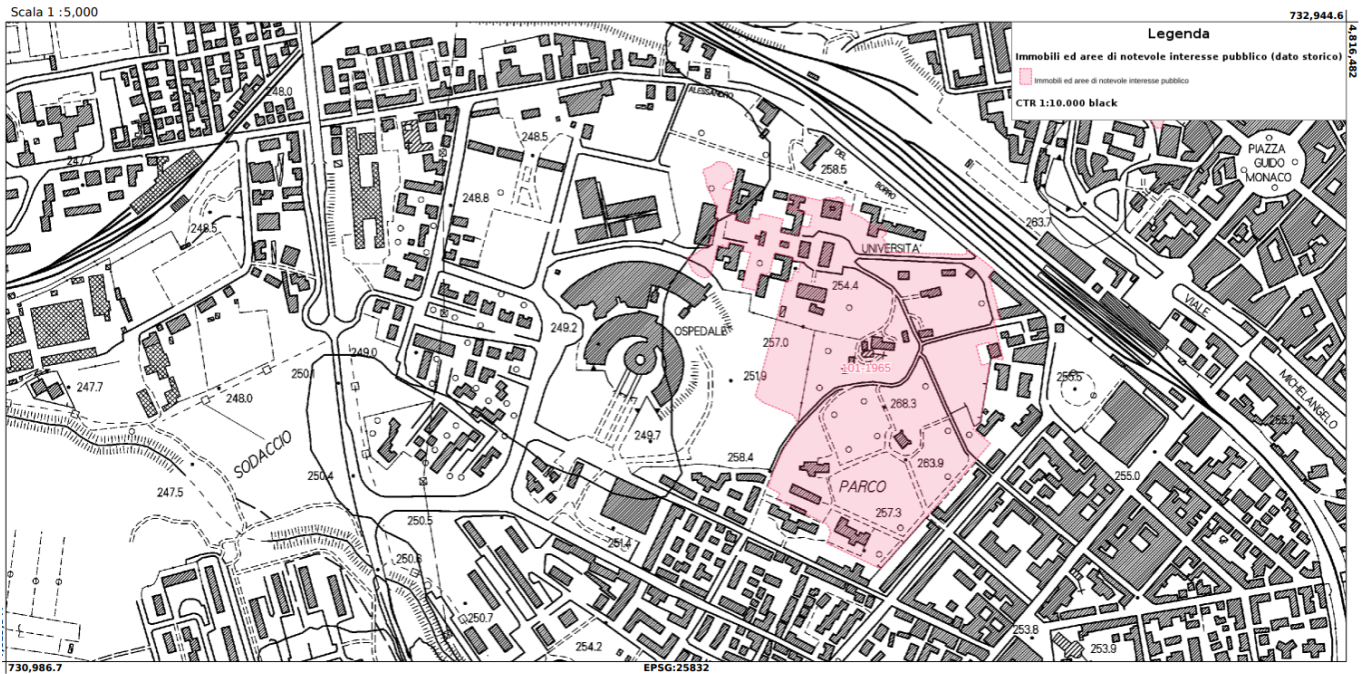 Scala 1 :5,000
732,944.6
4,816,482
Legenda
Immobili ed aree di notevole interesse pubblico (dato storico)
Immobili ed aree di notevole interesse pubblico
CTR 1:10.000 black
248.0
ALESSANDRO
247.7
248.5
DEL
258.5
BORRO
PIAZZA
GUIDO
MONACO
248.8
248.5
263.7
UNIVERSITA'
254.4
VIALE
249.2
OSPEDALE
257.0
249.0
101-1965
250.1
251.9
255.5
MICHELANGELO
247.7
248.0
268.3
255.7
249.7
SODACCIO
258.4
263.9
250.4
255.0
247.5
PARCO
257.3
250.5
251.4
250.6
250.7
253.8
254.2
253.9
730,986.7
EPSG:25832